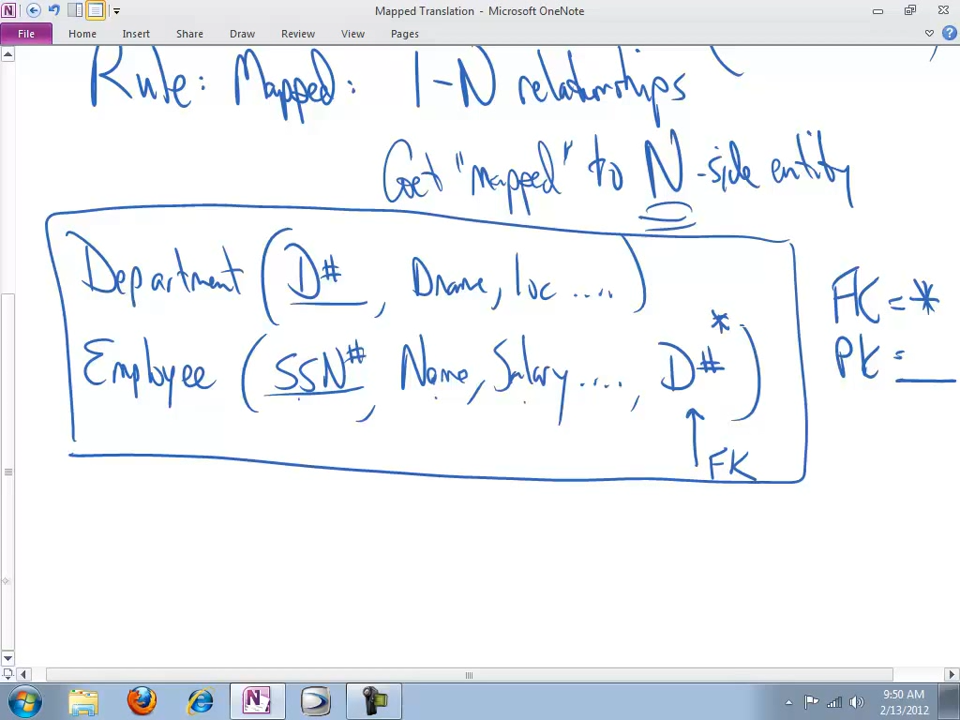 Mapped Translation - Microsoft OneNote
File Home Insert Share Draw Review View Pages
Rule: Mapped: 1-N relationships
Get "mapped" to N-side entity
Department (D#, Dname, loc ....)
Employee (SSN#, Name, Salary ...., D#*)
FK = *
PK = __
FK
9:50 AM
2/13/2012